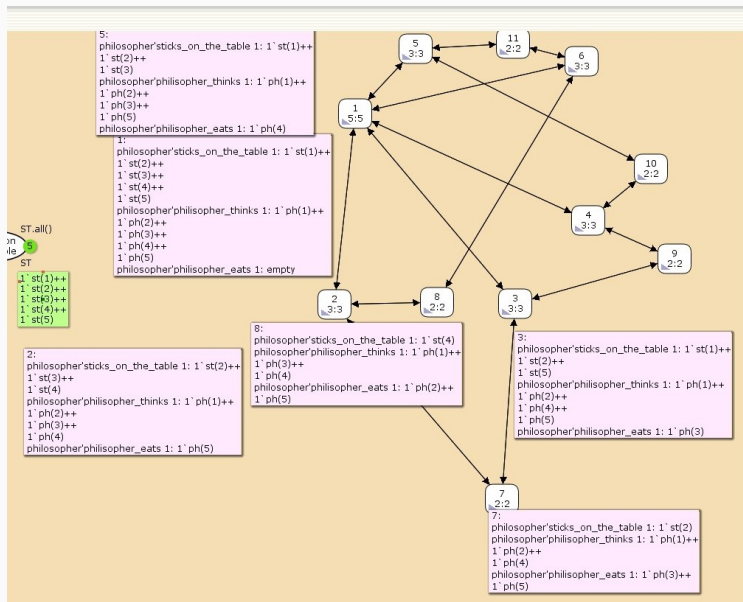 5:
philosopher'sticks_on_the_table 1: 1`st(1)++
1`st(2)++
1`st(3)
philosopher'philisopher_thinks 1: 1`ph(1)++
1`ph(2)++
1`ph(3)++
1`ph(5)
philosopher'philisopher_eats 1: 1`ph(4)
1:
philosopher'sticks_on_the_table 1: 1`st(1)++
1`st(2)++
1`st(3)++
1`st(4)++
1`st(5)
philosopher'philisopher_thinks 1: 1`ph(1)++
1`ph(2)++
1`ph(3)++
1`ph(4)++
1`ph(5)
philosopher'philisopher_eats 1: empty
5
3:3
11
2:2
6
3:3
1
5:5
10
2:2
4
3:3
9
2:2
2
3:3
8
2:2
3
3:3
ST.all()
5
ST
1`st(1)++
1`st(2)++
1`st(3)++
1`st(4)++
1`st(5)
2:
philosopher'sticks_on_the_table 1: 1`st(2)++
1`st(3)++
1`st(4)
philosopher'philisopher_thinks 1: 1`ph(1)++
1`ph(2)++
1`ph(3)++
1`ph(4)
philosopher'philisopher_eats 1: 1`ph(5)
8:
philosopher'sticks_on_the_table 1: 1`st(4)
philosopher'philisopher_thinks 1: 1`ph(1)++
1`ph(3)++
1`ph(4)
philosopher'philisopher_eats 1: 1`ph(2)++
1`ph(5)
3:
philosopher'sticks_on_the_table 1: 1`st(1)++
1`st(2)++
1`st(5)
philosopher'philisopher_thinks 1: 1`ph(1)++
1`ph(2)++
1`ph(4)++
1`ph(5)
philosopher'philisopher_eats 1: 1`ph(3)
7
2:2
7:
philosopher'sticks_on_the_table 1: 1`st(2)
philosopher'philisopher_thinks 1: 1`ph(1)++
1`ph(2)++
1`ph(4)
philosopher'philisopher_eats 1: 1`ph(3)++
1`ph(5)